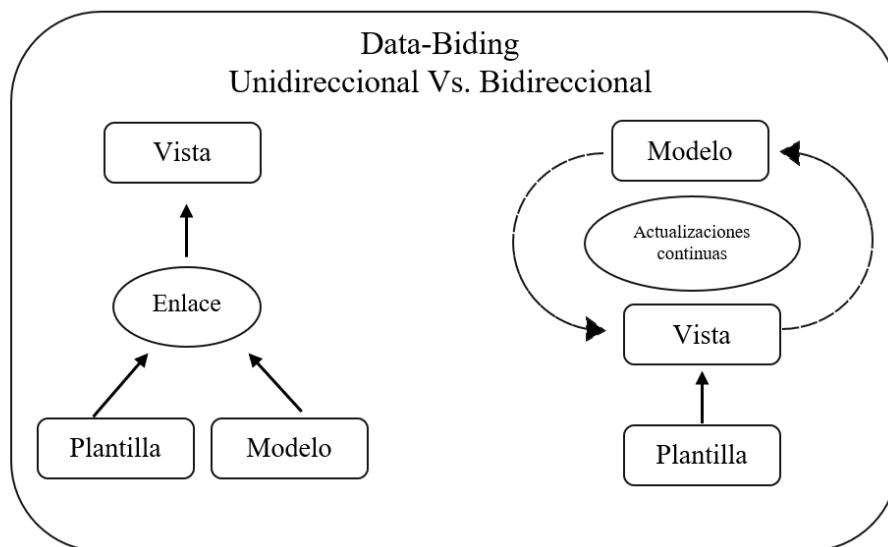 Data-Biding
Unidireccional Vs. Bidireccional
Vista
Enlace
Plantilla
Modelo
Modelo
Actualizaciones
continuas
Vista
Plantilla